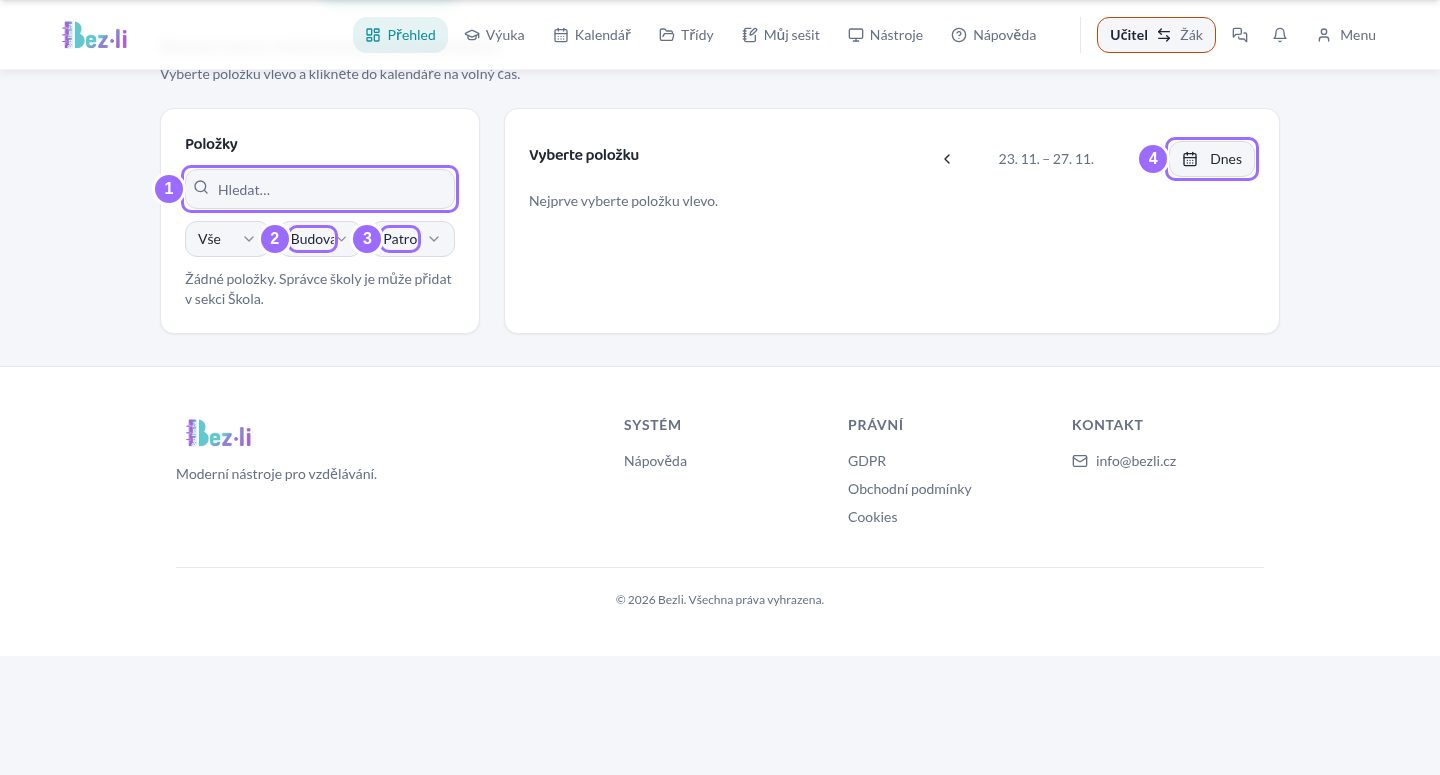 Bez·li
Přehled
Výuka
Kalendář
Třídy
Můj sešit
Nástroje
Nápověda
Učitel
Žák
Menu
Vyberte položku vlevo a klikněte do kalendáře na volný čas.
Položky
1
Hledat...
Vše
2
Budova
3
Patro
Žádné položky. Správce školy je může přidat
v sekci Škola.
Vyberte položku
23. 11. – 27. 11.
4
Dnes
Nejprve vyberte položku vlevo.
Bez·li
Moderní nástroje pro vzdělávání.
SYSTÉM
Nápověda
PRÁVNÍ
GDPR
Obchodní podmínky
Cookies
KONTAKT
info@bezli.cz
© 2026 Bezli. Všechna práva vyhrazena.